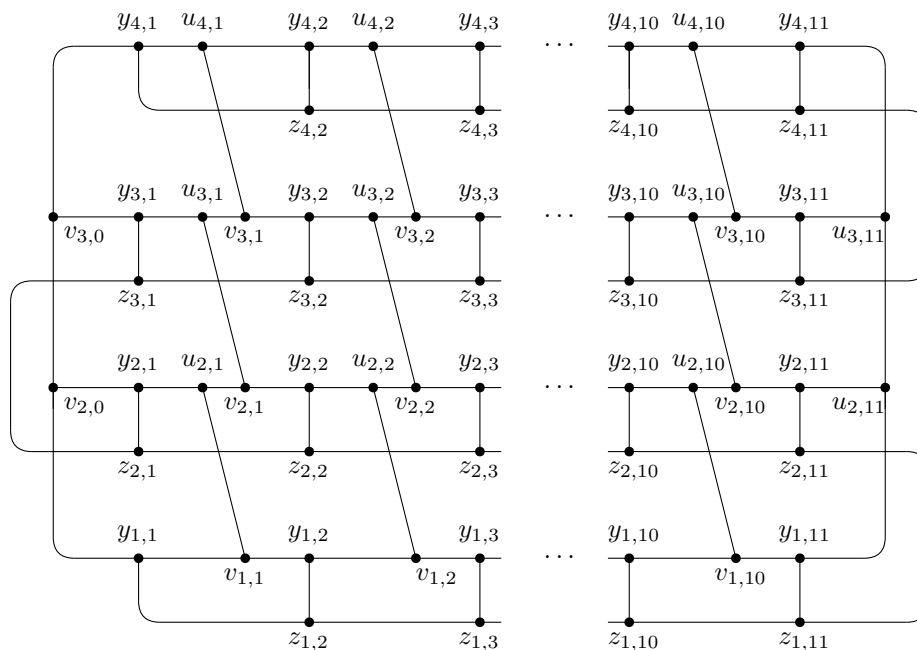 y4,1 u4,1 y4,2 u4,2 y4,3 ··· y4,10 u4,10 y4,11
z4,2 z4,3 z4,10 z4,11
y3,1 u3,1 y3,2 u3,2 y3,3 ··· y3,10 u3,10 y3,11
v3,0 v3,1 v3,2 v3,10 u3,11
z3,1 z3,2 z3,3 z3,10 z3,11
y2,1 u2,1 y2,2 u2,2 y2,3 ··· y2,10 u2,10 y2,11
v2,0 v2,1 v2,2 v2,10 u2,11
z2,1 z2,2 z2,3 z2,10 z2,11
y1,1 y1,2 y1,3 ··· y1,10 y1,11
v1,1 v1,2 v1,10
z1,2 z1,3 z1,10 z1,11